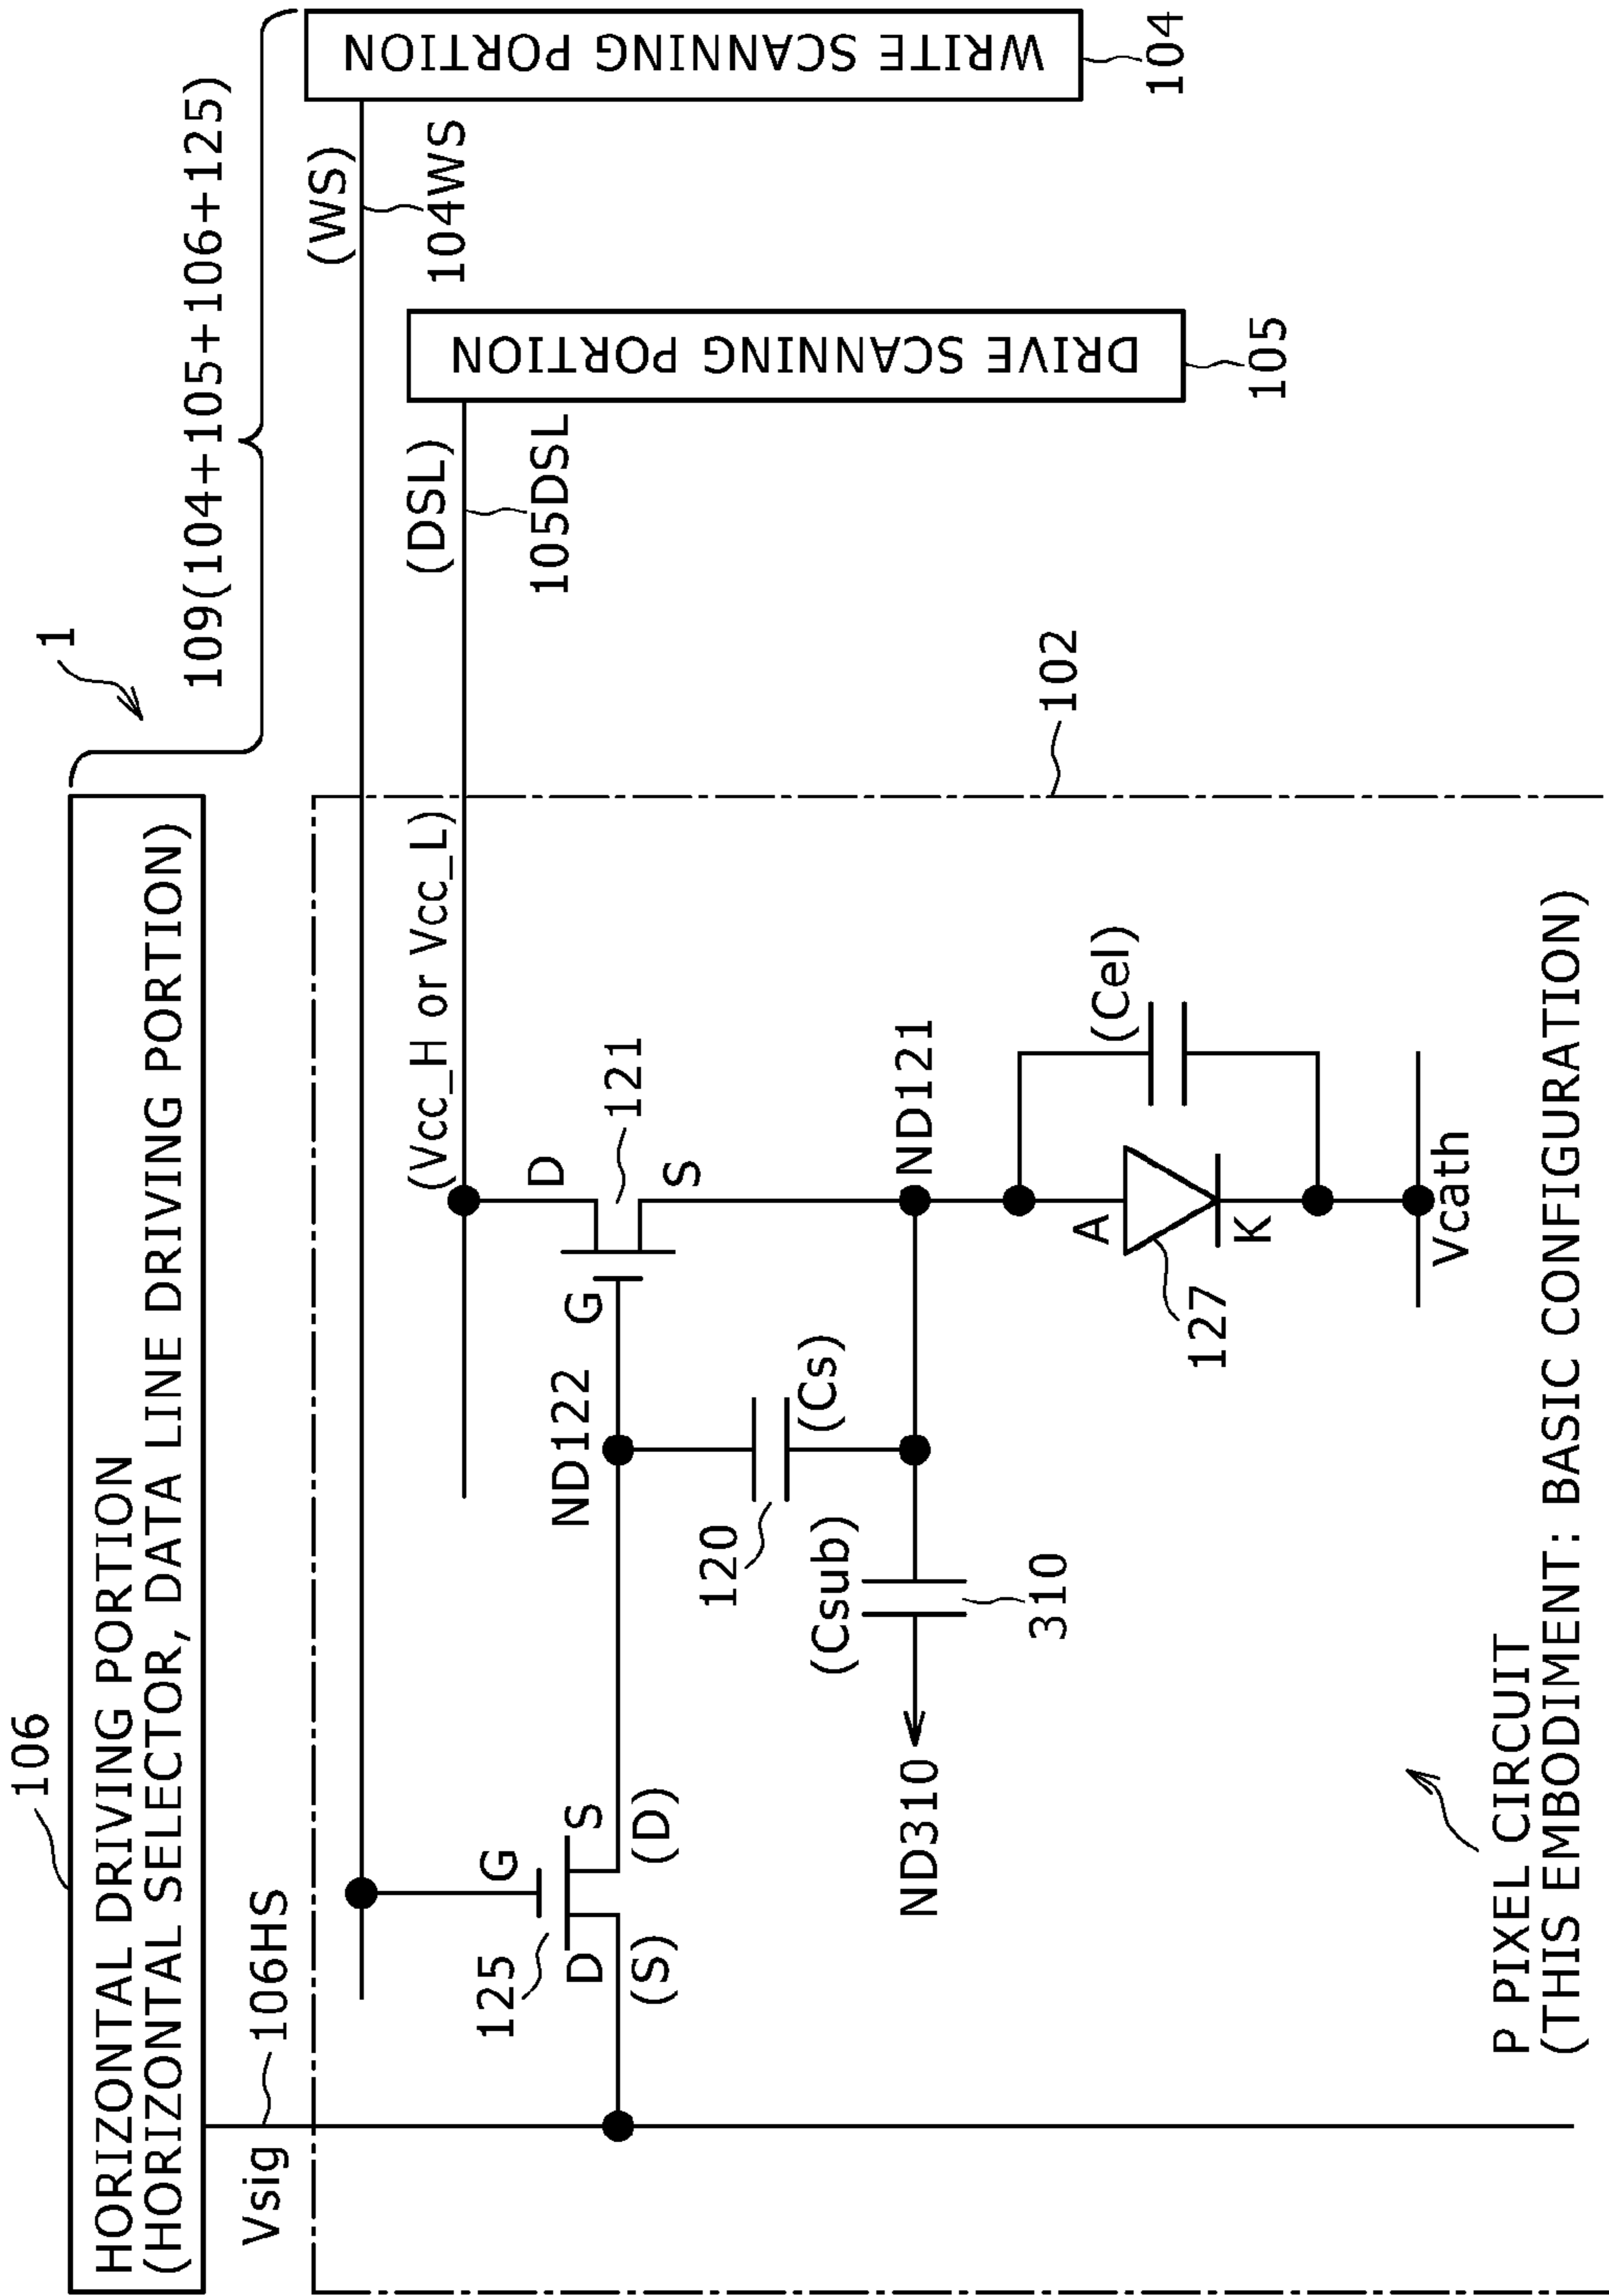 106
HORIZONTAL DRIVING PORTION
(HORIZONTAL SELECTOR, DATA LINE DRIVING PORTION)
1
109(104+105+106+125)
Vsig
106HS
(WS)
104WS
WRITE SCANNING PORTION
104
(DSL)
105DSL
DRIVE SCANNING PORTION
105
(Vcc_H or Vcc_L)
102
125
G
D
S
(S)
(D)
ND122
G
D
S
121
120
(Cs)
(Csub)
310
ND310
ND121
(Cel)
A
K
127
Vcath
P PIXEL CIRCUIT
(THIS EMBODIMENT: BASIC CONFIGURATION)